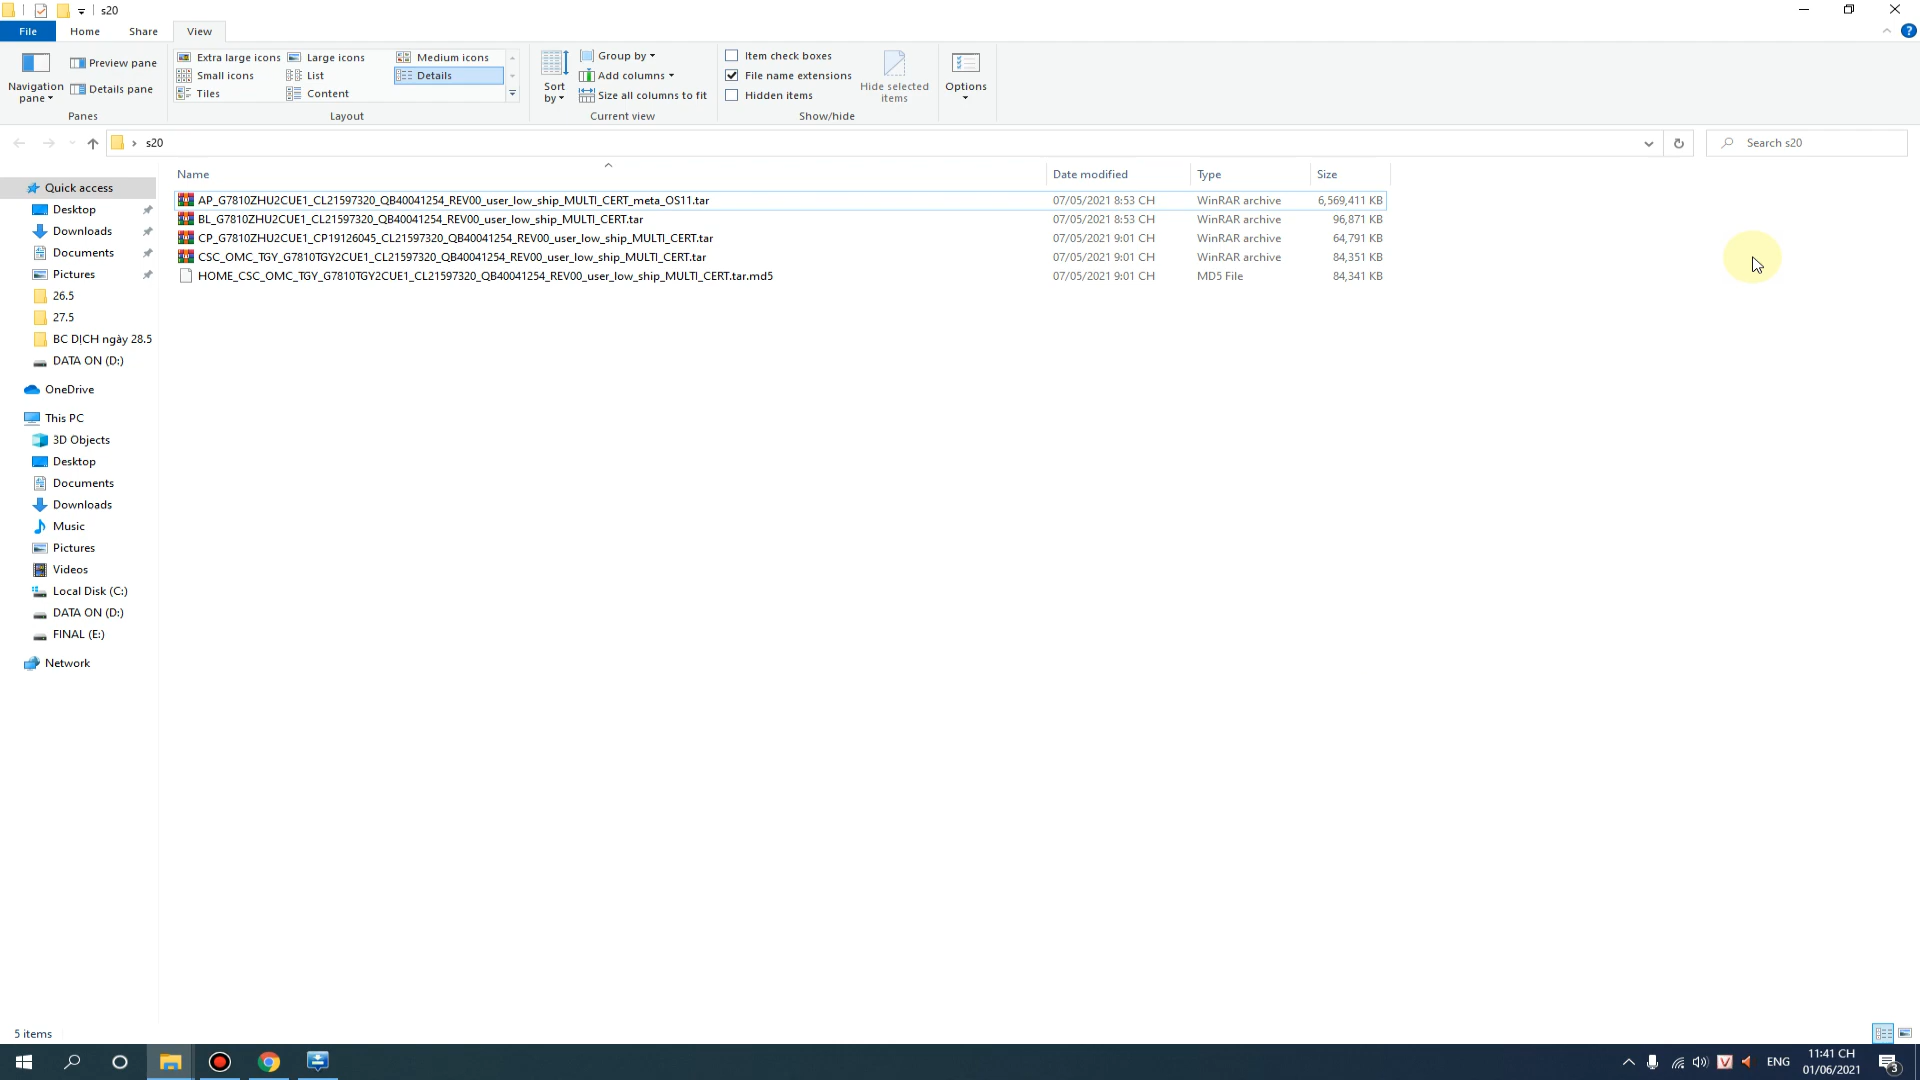 s20
File Home Share View
Navigation pane
Preview pane
Details pane
Panes
Extra large icons Large icons Medium icons
Small icons List Details
Tiles Content
Layout
Sort by
Group by
Add columns
Size all columns to fit
Current view
Item check boxes
File name extensions
Hidden items
Hide selected items
Show/hide
Options
s20
Search s20
Name Date modified Type Size
AP_G7810ZHU2CUE1_CL21597320_QB40041254_REV00_user_low_ship_MULTI_CERT_meta_OS11.tar 07/05/2021 8:53 CH WinRAR archive 6,569,411 KB
BL_G7810ZHU2CUE1_CL21597320_QB40041254_REV00_user_low_ship_MULTI_CERT.tar 07/05/2021 8:53 CH WinRAR archive 96,871 KB
CP_G7810ZHU2CUE1_CP19126045_CL21597320_QB40041254_REV00_user_low_ship_MULTI_CERT.tar 07/05/2021 9:01 CH WinRAR archive 64,791 KB
CSC_OMC_TGY_G7810TGY2CUE1_CL21597320_QB40041254_REV00_user_low_ship_MULTI_CERT.tar 07/05/2021 9:01 CH WinRAR archive 84,351 KB
HOME_CSC_OMC_TGY_G7810TGY2CUE1_CL21597320_QB40041254_REV00_user_low_ship_MULTI_CERT.tar.md5 07/05/2021 9:01 CH MD5 File 84,341 KB
Quick access
Desktop
Downloads
Documents
Pictures
26.5
27.5
BC DỊCH ngày 28.5
DATA ON (D:)
OneDrive
This PC
3D Objects
Desktop
Documents
Downloads
Music
Pictures
Videos
Local Disk (C:)
DATA ON (D:)
FINAL (E:)
Network
5 items
ENG
11:41 CH
01/06/2021
3